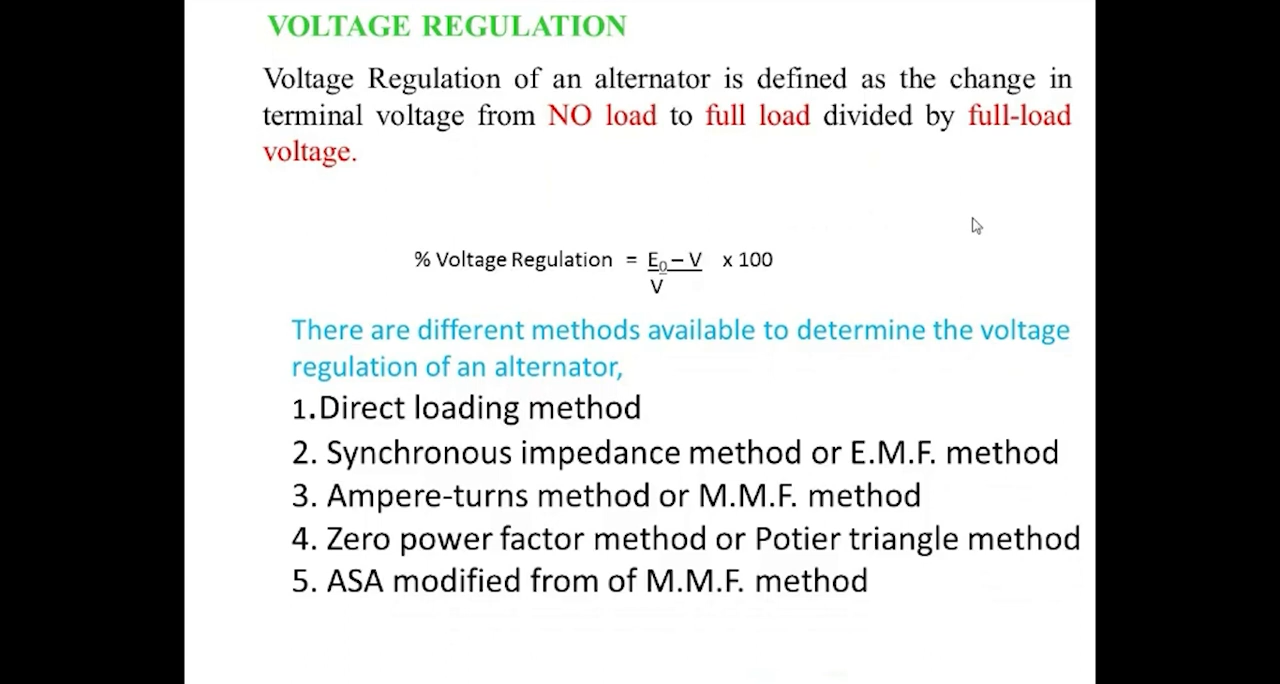 VOLTAGE REGULATION
Voltage Regulation of an alternator is defined as the change in
terminal voltage from NO load to full load divided by full-load
voltage.
% Voltage Regulation = E₀ – V x 100
V
There are different methods available to determine the voltage
regulation of an alternator,
1.Direct loading method
2. Synchronous impedance method or E.M.F. method
3. Ampere-turns method or M.M.F. method
4. Zero power factor method or Potier triangle method
5. ASA modified from of M.M.F. method